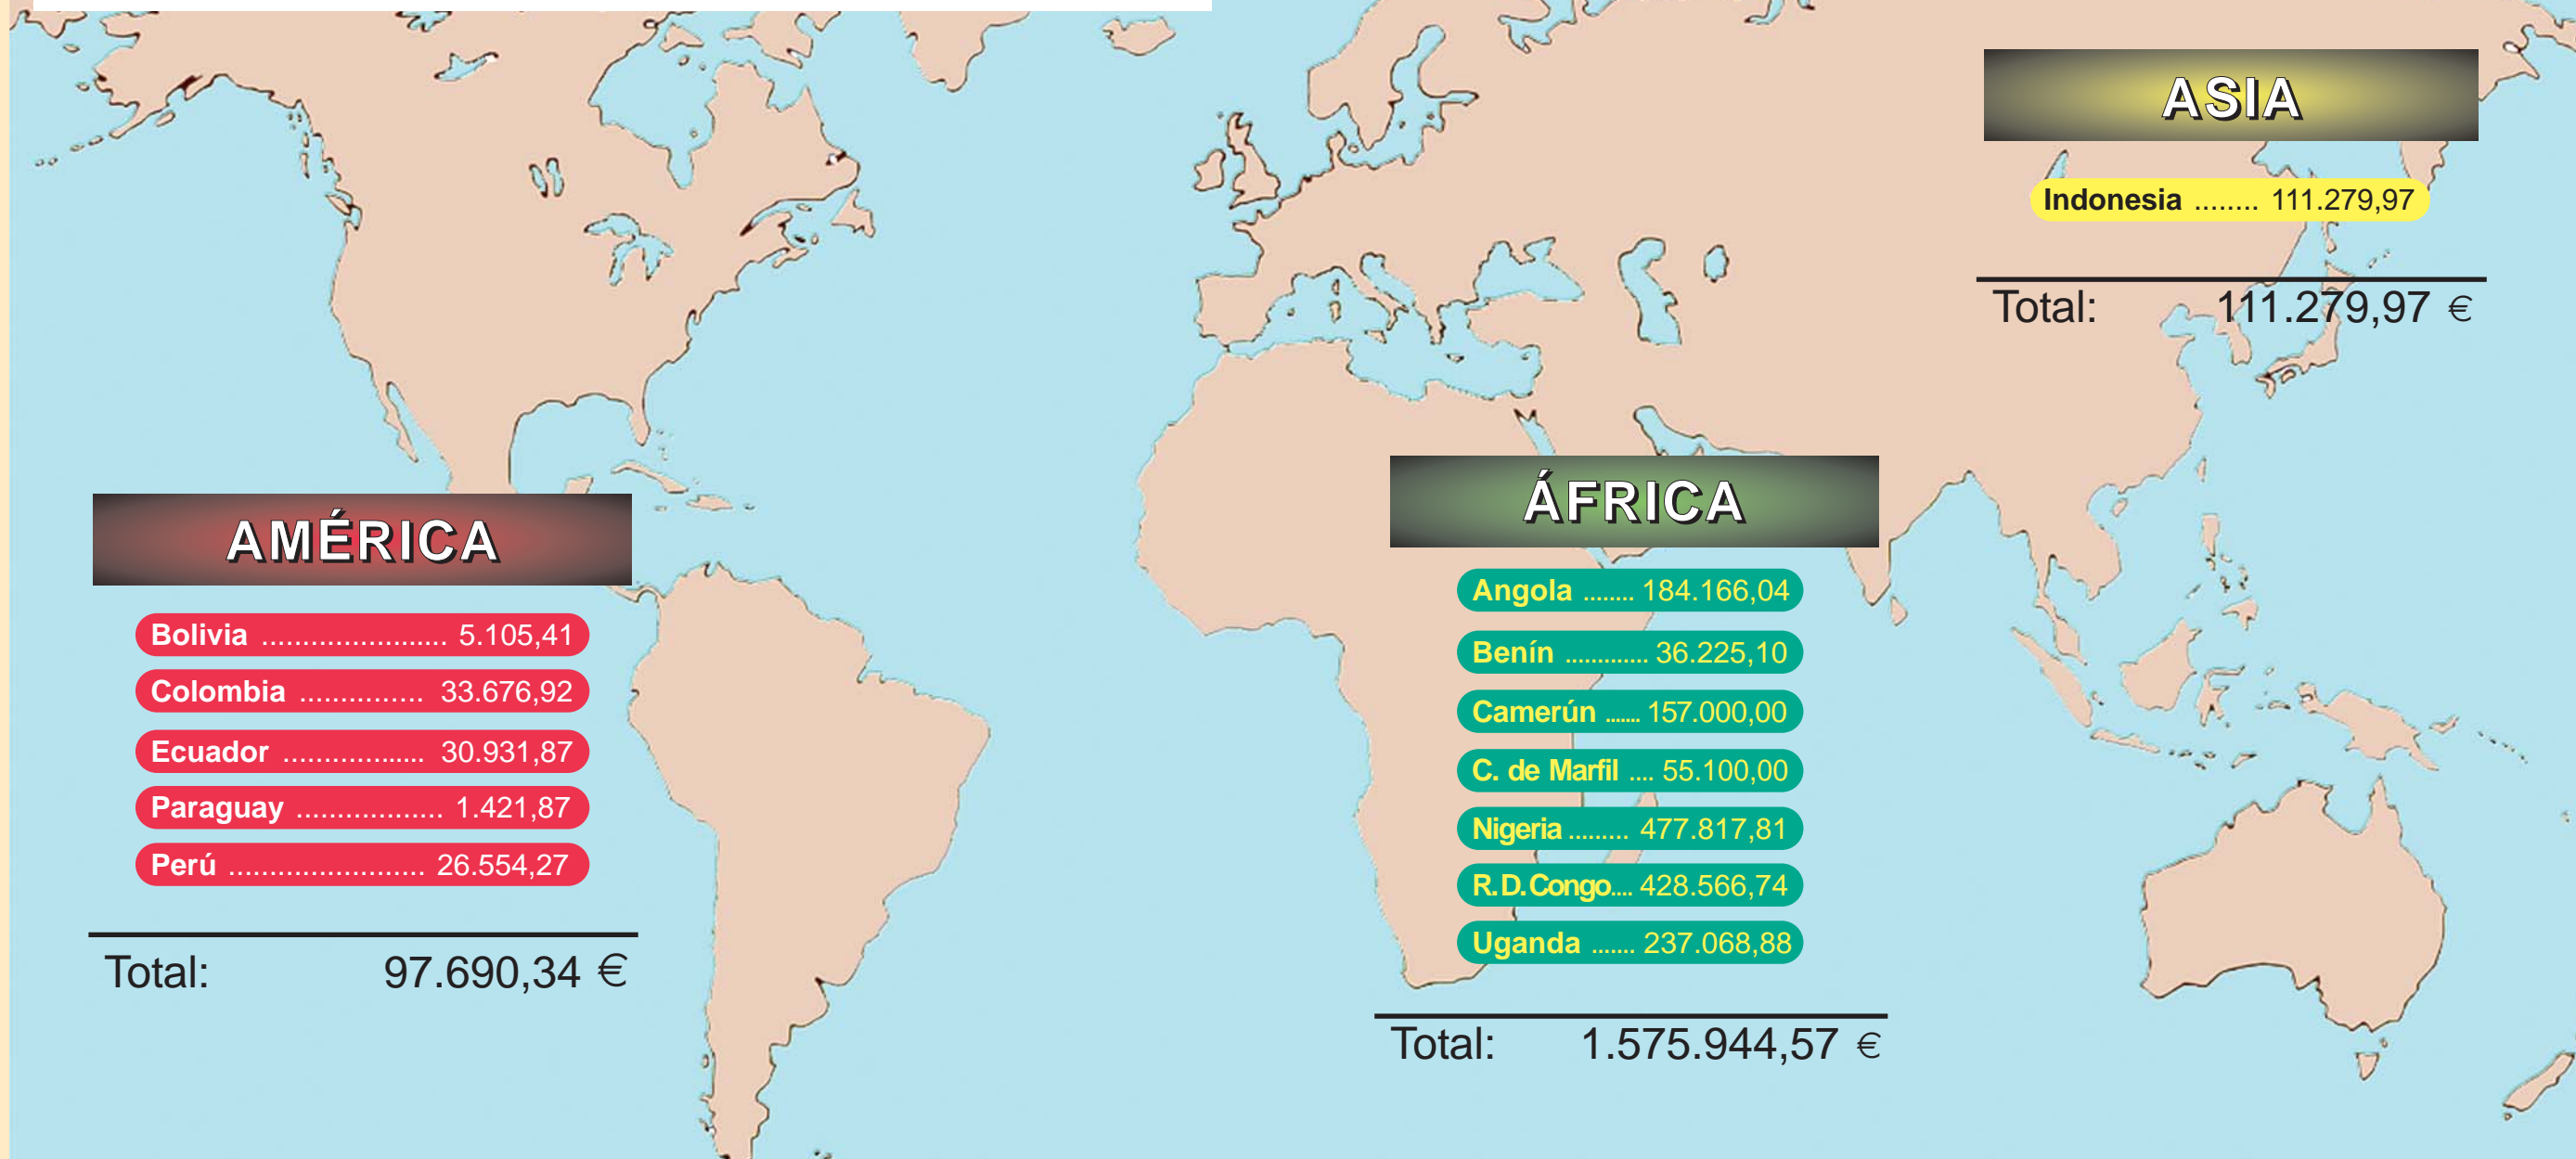 AMÉRICA
Bolivia ....................... 5.105,41
Colombia ............... 33.676,92
Ecuador ................. 30.931,87
Paraguay .................. 1.421,87
Perú ........................ 26.554,27
Total: 97.690,34 €
ÁFRICA
Angola ........ 184.166,04
Benín ............. 36.225,10
Camerún ....... 157.000,00
C. de Marfil .... 55.100,00
Nigeria ......... 477.817,81
R.D.Congo.... 428.566,74
Uganda ....... 237.068,88
Total: 1.575.944,57 €
ASIA
Indonesia ........ 111.279,97
Total: 111.279,97 €